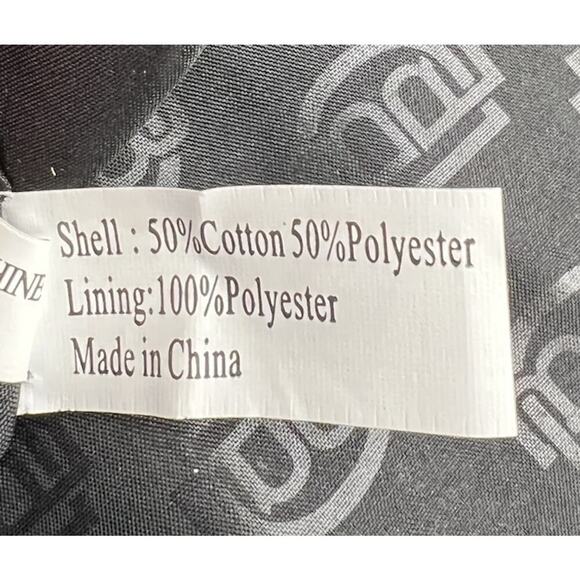 Shell : 50%Cotton 50%Polyester
Lining:100%Polyester
Made in China